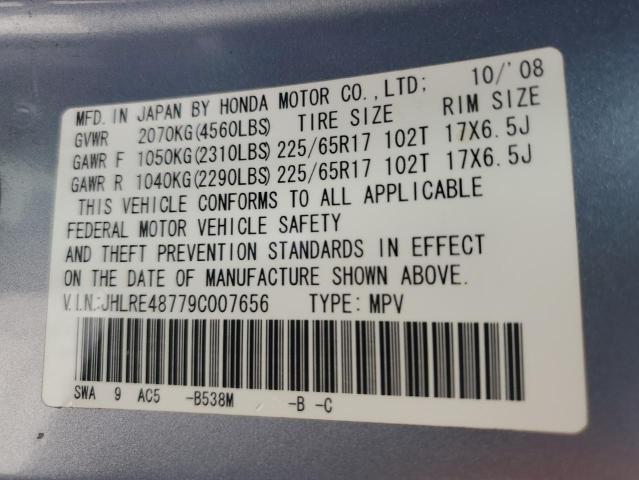 MFD. IN JAPAN BY HONDA MOTOR CO.,LTD; 10/'08
GVWR 2070KG(4560LBS) TIRE SIZE RIM SIZE
GAWR F 1050KG(2310LBS) 225/65R17 102T 17X6.5J
GAWR R 1040KG(2290LBS) 225/65R17 102T 17X6.5J
THIS VEHICLE CONFORMS TO ALL APPLICABLE
FEDERAL MOTOR VEHICLE SAFETY
AND THEFT PREVENTION STANDARDS IN EFFECT
ON THE DATE OF MANUFACTURE SHOWN ABOVE.
V.I.N.:JHLRE48779C007656 TYPE: MPV
SWA 9 AC5 -B538M -B -C